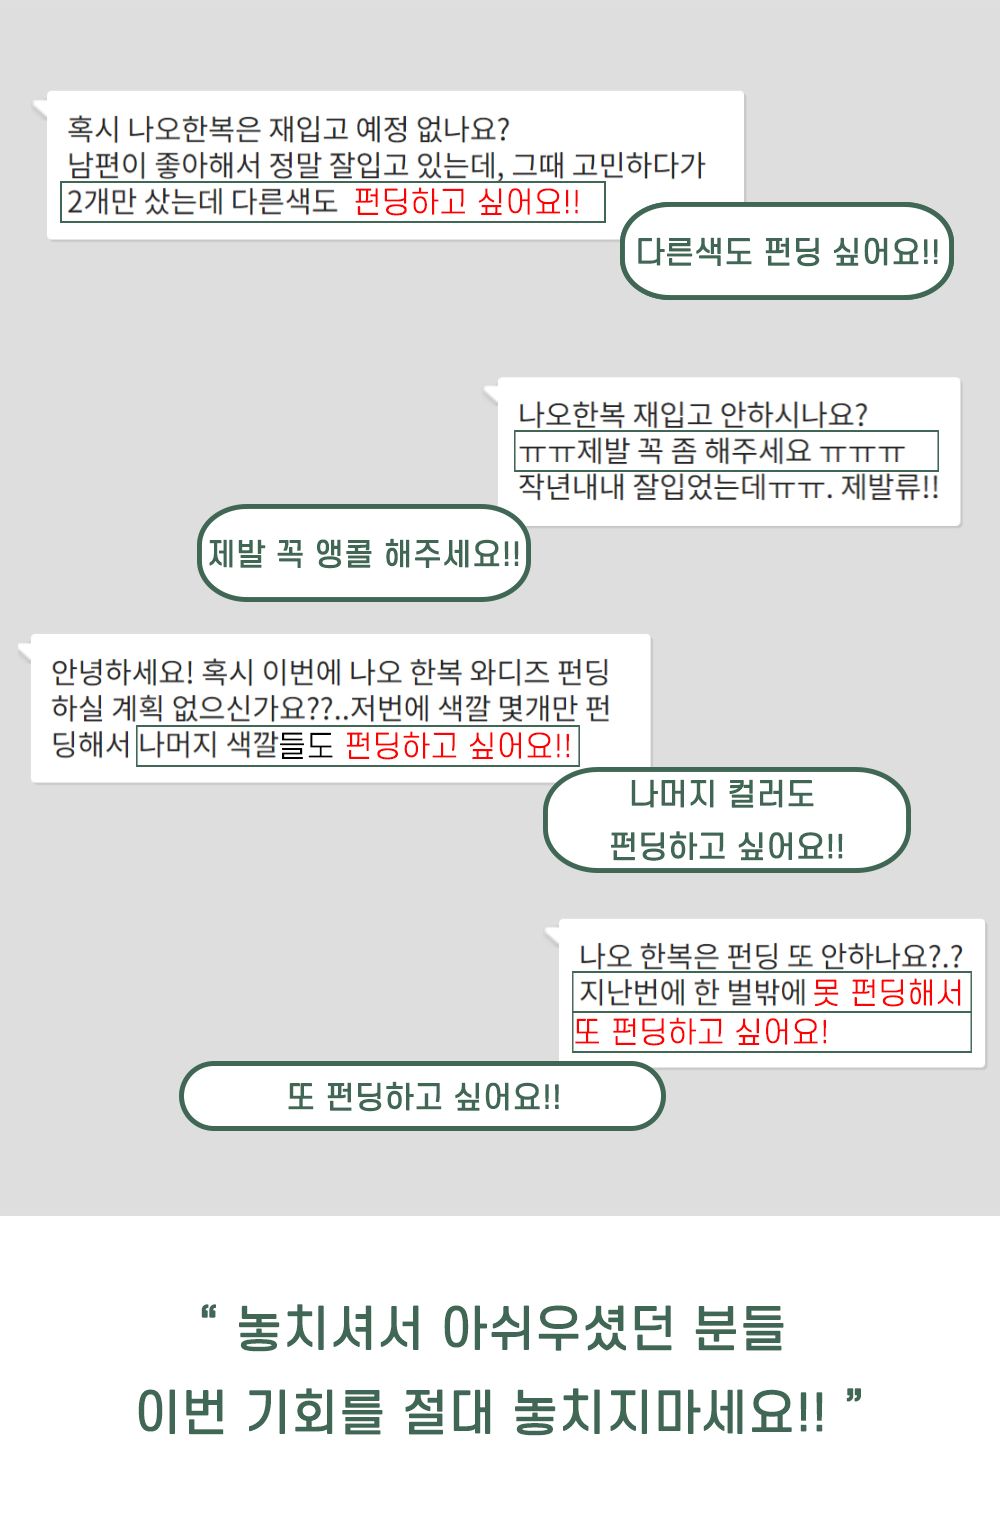 혹시 나오한복은 재입고 예정 없나요?
남편이 좋아해서 정말 잘입고 있는데, 그때 고민하다가
2개만 샀는데 다른색도 펀딩하고 싶어요!!
다른색도 펀딩 싶어요!!
나오한복 재입고 안하시나요?
ㅠㅠ제발 꼭 좀 해주세요 ㅠㅠㅠ
작년내내 잘입었는데ㅠㅠ. 제발류!!
제발 꼭 앵콜 해주세요!!
안녕하세요! 혹시 이번에 나오 한복 와디즈 펀딩
하실 계획 없으신가요??..저번에 색깔 몇개만 펀
딩해서 나머지 색깔들도 펀딩하고 싶어요!!
나머지 컬러도
펀딩하고 싶어요!!
나오 한복은 펀딩 또 안하나요?.?
지난번에 한 벌밖에 못 펀딩해서
또 펀딩하고 싶어요!
또 펀딩하고 싶어요!!
“ 놓치셔서 아쉬우셨던 분들
이번 기회를 절대 놓치지마세요!! ”